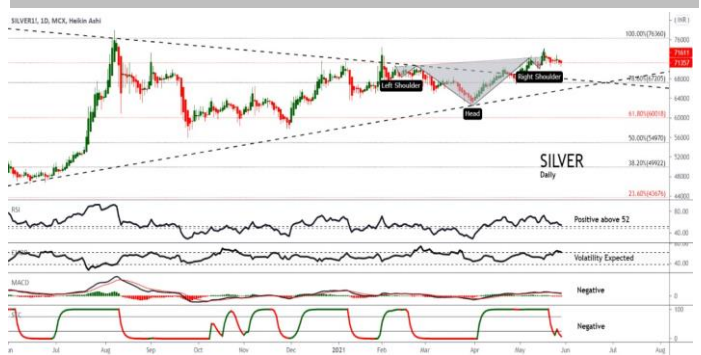 SILVER1!, 1D, MCX, Heikin Ashi
(INR)
100.00%(76360)
76000
71611
71357
68000
64000
61.80%(60018)
60000
56000
50.00%(54970)
52000
38.20%(49922)
48000
23.60%(43676)
44000
Left Shoulder
Head
Right Shoulder
SILVER
Daily
RSI
80.00
Positive above 52
40.00
Volatility Expected
40.00
MACD
Negative
0
100
Negative
0
Jul
Aug
Sep
Oct
Nov
Dec
2021
Feb
Mar
Apr
May
Jun
Jul
Aug